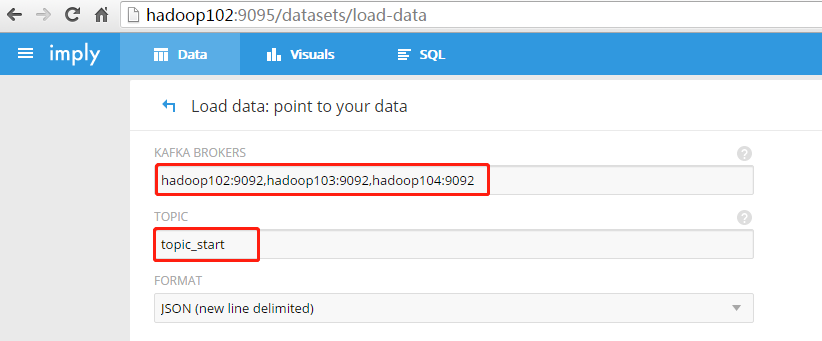 hadoop102:9095/datasets/load-data
imply Data Visuals SQL
Load data: point to your data
KAFKA BROKERS
hadoop102:9092,hadoop103:9092,hadoop104:9092
TOPIC
topic_start
FORMAT
JSON (new line delimited)